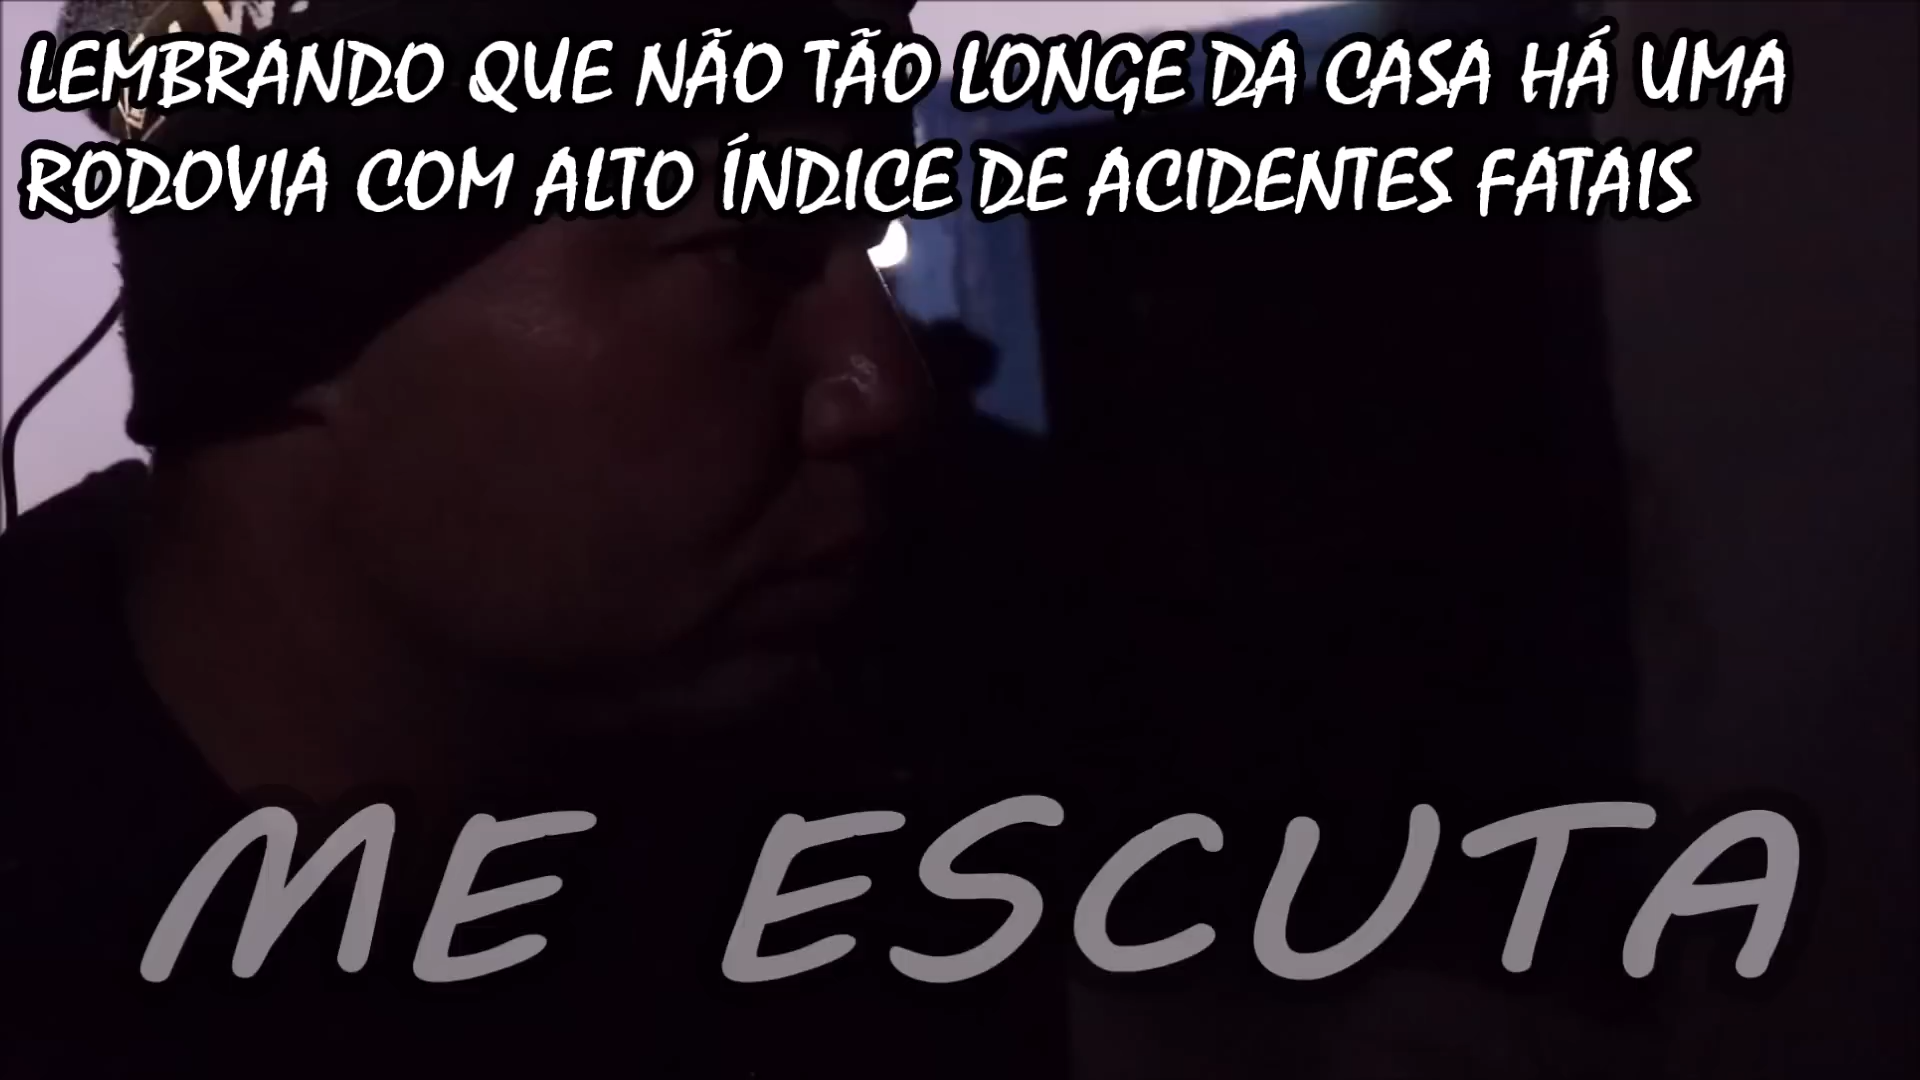 LEMBRANDO QUE NÃO TÃO LONGE DA CASA HÁ UMA
RODOVIA COM ALTO ÍNDICE DE ACIDENTES FATAIS
ME ESCUTA